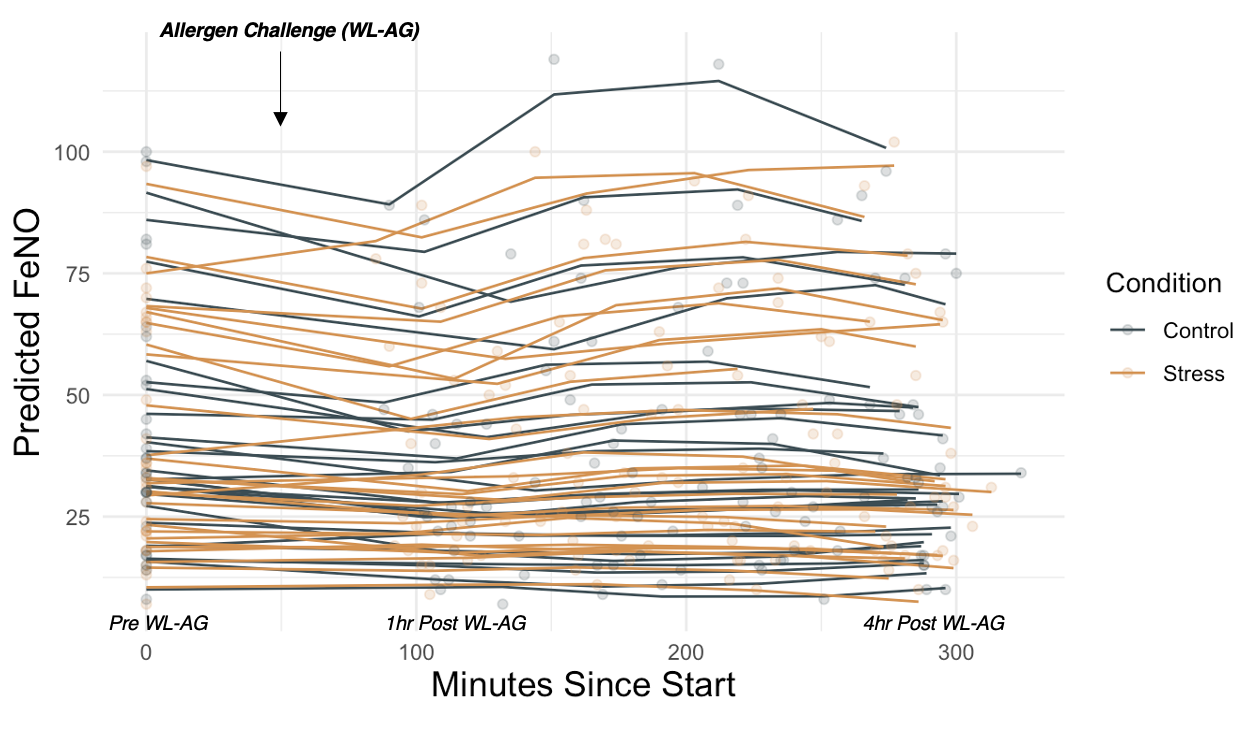 Allergen Challenge (WL-AG)
100
75
50
25
Predicted FeNO
Pre WL-AG
1hr Post WL-AG
4hr Post WL-AG
0
100
200
300
Minutes Since Start
Condition
Control
Stress